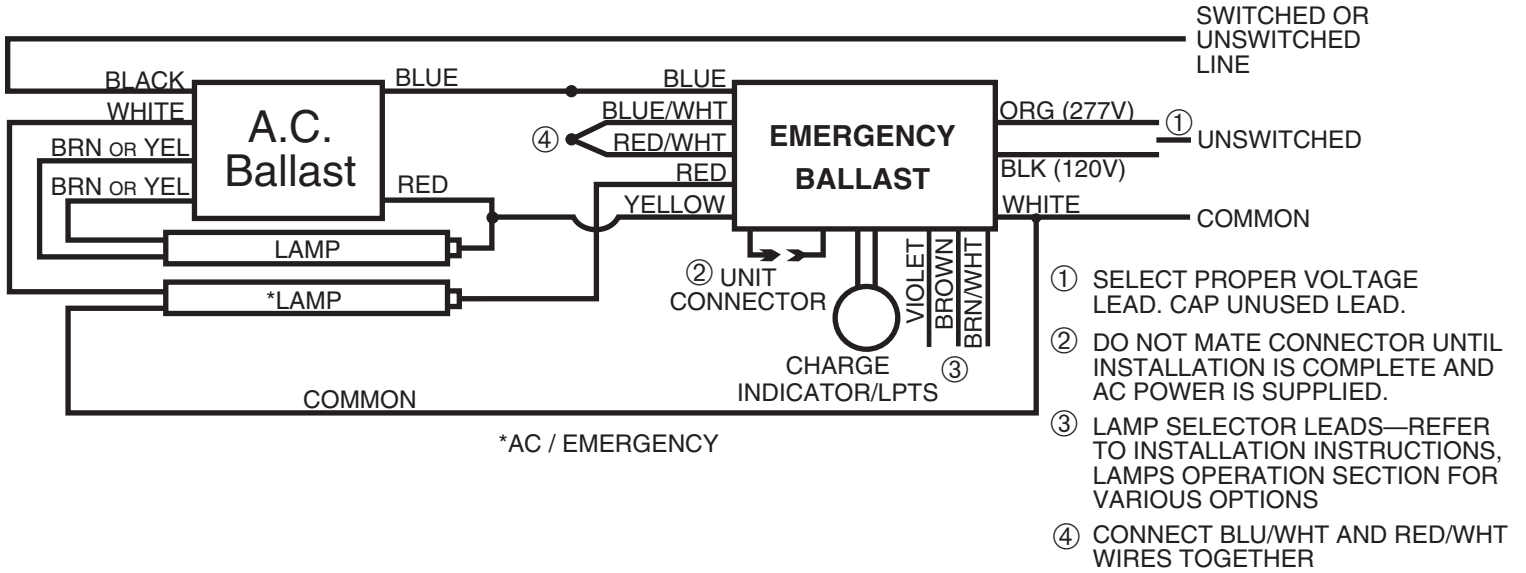 SWITCHED OR
UNSWITCHED
LINE
BLACK
WHITE
BRN OR YEL
BRN OR YEL
A.C.
Ballast
BLUE
RED
LAMP
*LAMP
COMMON
*AC / EMERGENCY
BLUE
BLUE/WHT
④
RED/WHT
RED
YELLOW
EMERGENCY
BALLAST
ORG (277V)
① UNSWITCHED
BLK (120V)
WHITE
COMMON
② UNIT
CONNECTOR
CHARGE
INDICATOR/LPTS
VIOLET
BROWN
BRN/WHT
③
① SELECT PROPER VOLTAGE
LEAD. CAP UNUSED LEAD.
② DO NOT MATE CONNECTOR UNTIL
INSTALLATION IS COMPLETE AND
AC POWER IS SUPPLIED.
③ LAMP SELECTOR LEADS—REFER
TO INSTALLATION INSTRUCTIONS,
LAMPS OPERATION SECTION FOR
VARIOUS OPTIONS
④ CONNECT BLU/WHT AND RED/WHT
WIRES TOGETHER